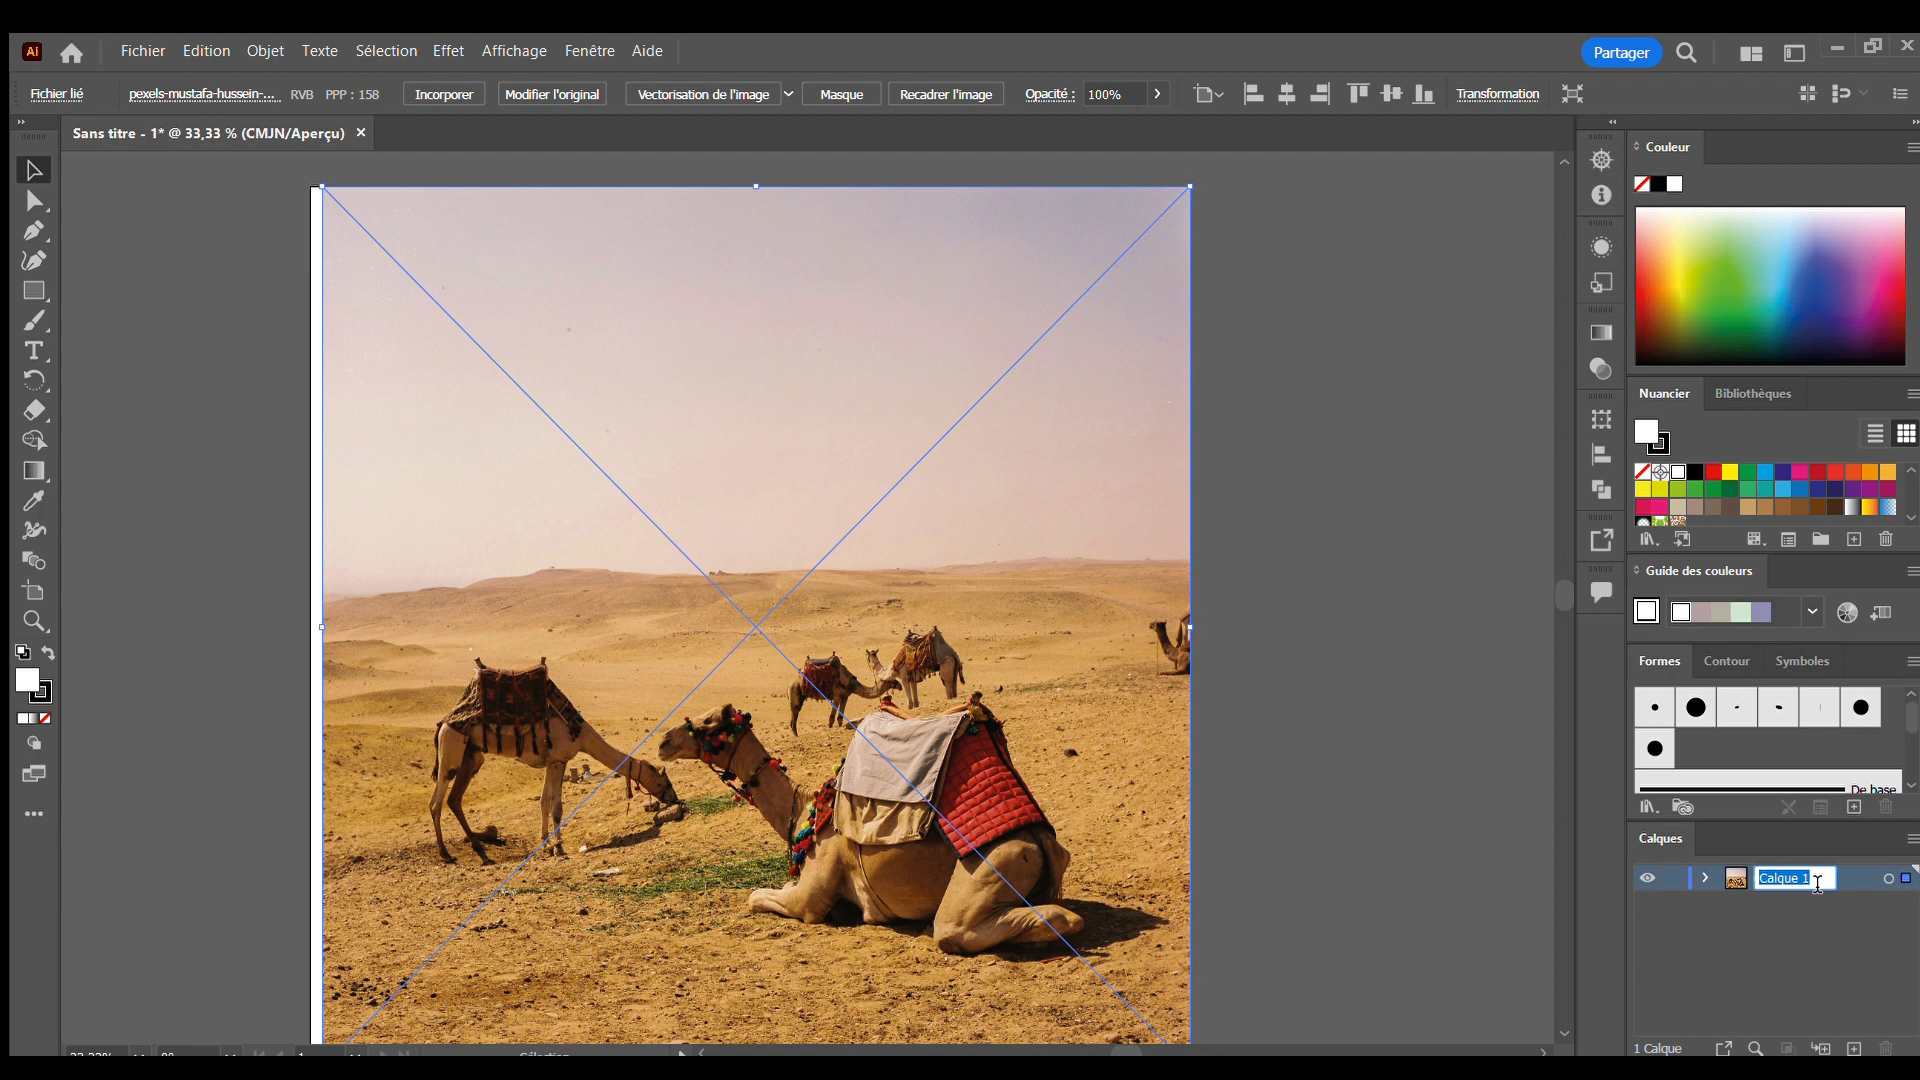 Ai
Fichier Edition Objet Texte Sélection Effet Affichage Fenêtre Aide
Partager
Fichier lié pexels-mustafa-hussein-... RVB PPP : 158 Incorporer Modifier l'original Vectorisation de l'image Masque Recadrer l'image Opacité : 100% Transformation
Sans titre - 1* @ 33,33 % (CMJN/Aperçu)
Couleur
Nuancier Bibliothèques
Guide des couleurs
Formes Contour Symboles
De base
Calques
Calque 1
1 Calque